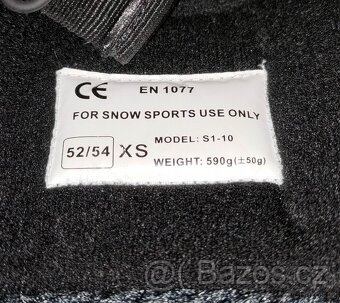 CE EN 1077
FOR SNOW SPORTS USE ONLY
52/54 XS
MODEL: S1-10
WEIGHT: 590g(±50g)
Bazos.cz